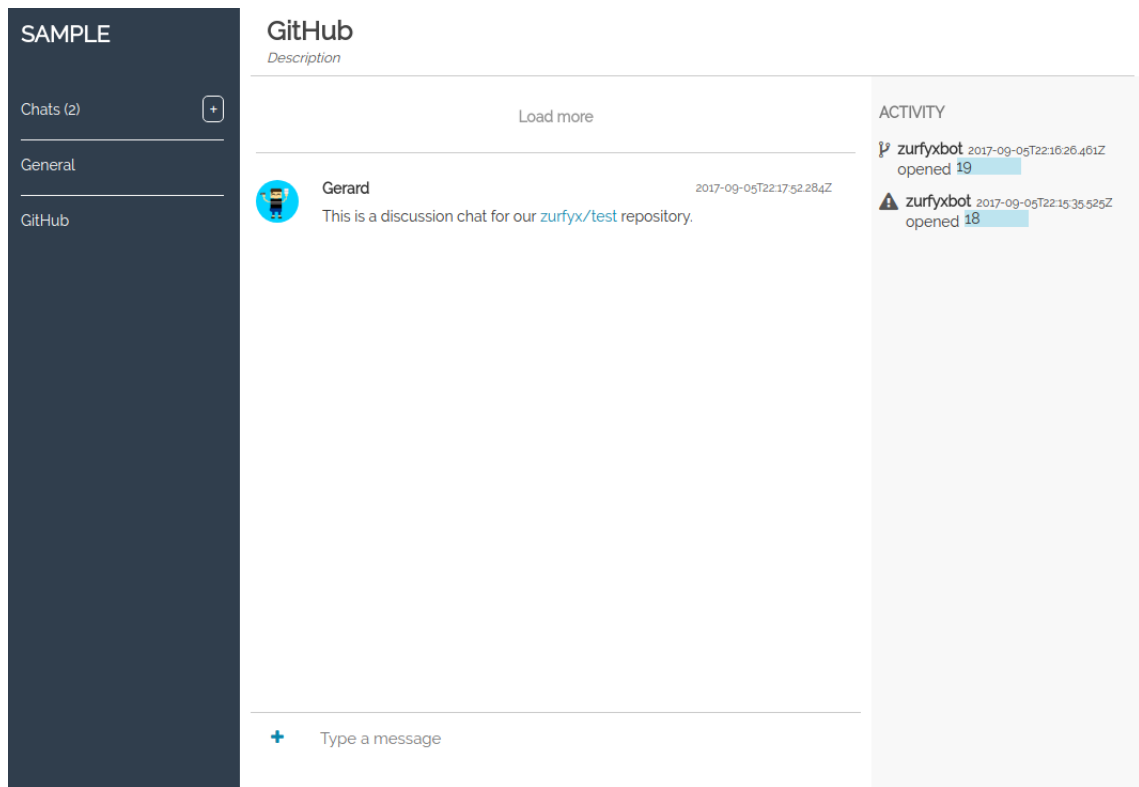 SAMPLE
Chats (2)
+
General
GitHub
GitHub
Description
Load more
Gerard 2017-09-05T22:17:52.284Z
This is a discussion chat for our zurfyx/test repository.
+ Type a message
ACTIVITY
zurfyxbot 2017-09-05T22:16:26.461Z
opened 19
zurfyxbot 2017-09-05T22:15:35.525Z
opened 18